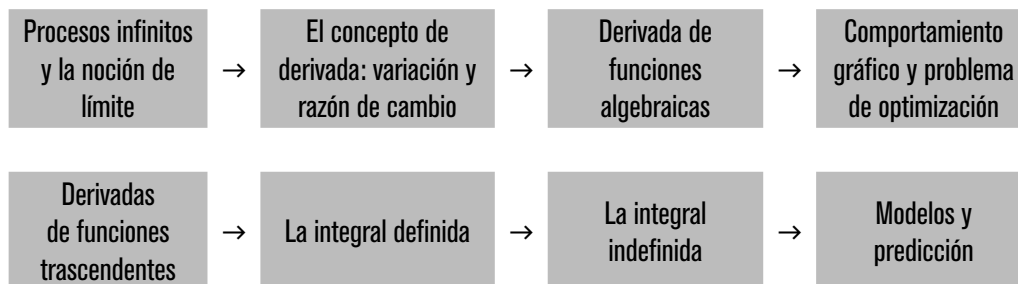 Procesos infinitos
y la noción de
límite
→
El concepto de
derivada: variación y
razón de cambio
→
Derivada de
funciones
algebraicas
→
Comportamiento
gráfico y problema
de optimización
Derivadas
de funciones
trascendentes
→
La integral definida
→
La integral
indefinida
→
Modelos y
predicción